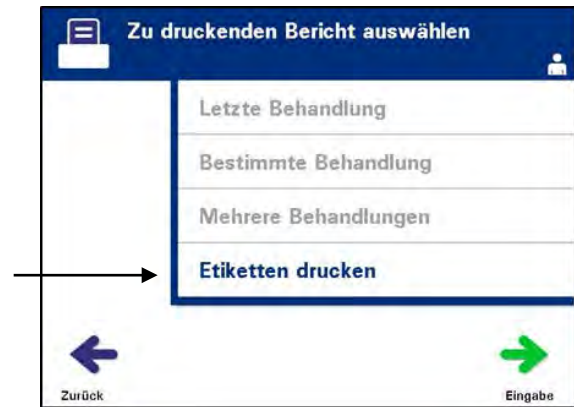 Zu druckenden Bericht auswählen
Letzte Behandlung
Bestimmte Behandlung
Mehrere Behandlungen
Etiketten drucken
Zurück
Eingabe